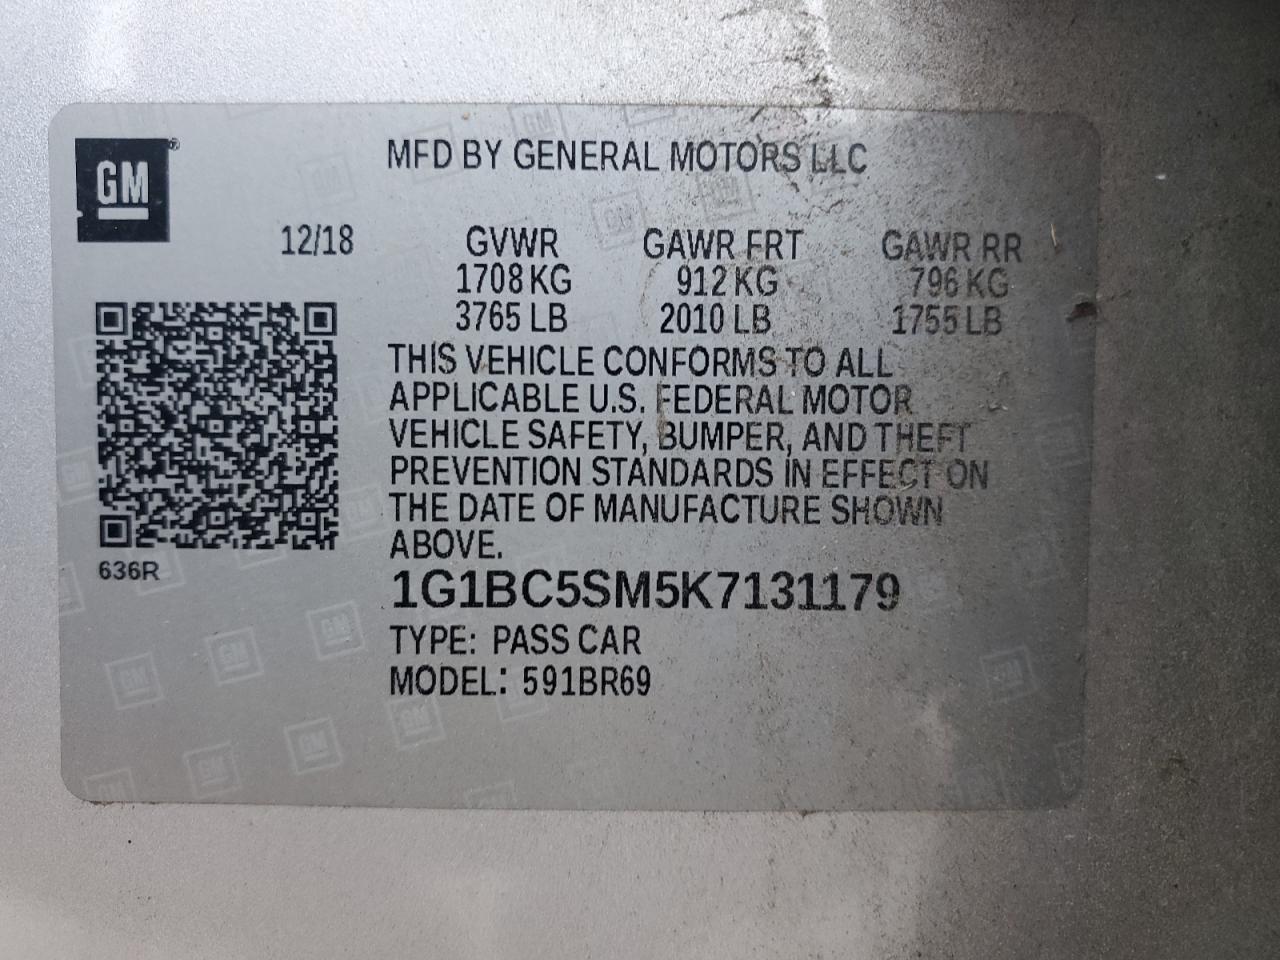 GM
MFD BY GENERAL MOTORS LLC
12/18 GVWR GAWR FRT GAWR RR
1708 KG 912 KG 796 KG
3765 LB 2010 LB 1755 LB
THIS VEHICLE CONFORMS TO ALL
APPLICABLE U.S. FEDERAL MOTOR
VEHICLE SAFETY, BUMPER, AND THEFT
PREVENTION STANDARDS IN EFFECT ON
THE DATE OF MANUFACTURE SHOWN
ABOVE.
636R
1G1BC5SM5K7131179
TYPE: PASS CAR
MODEL: 591BR69